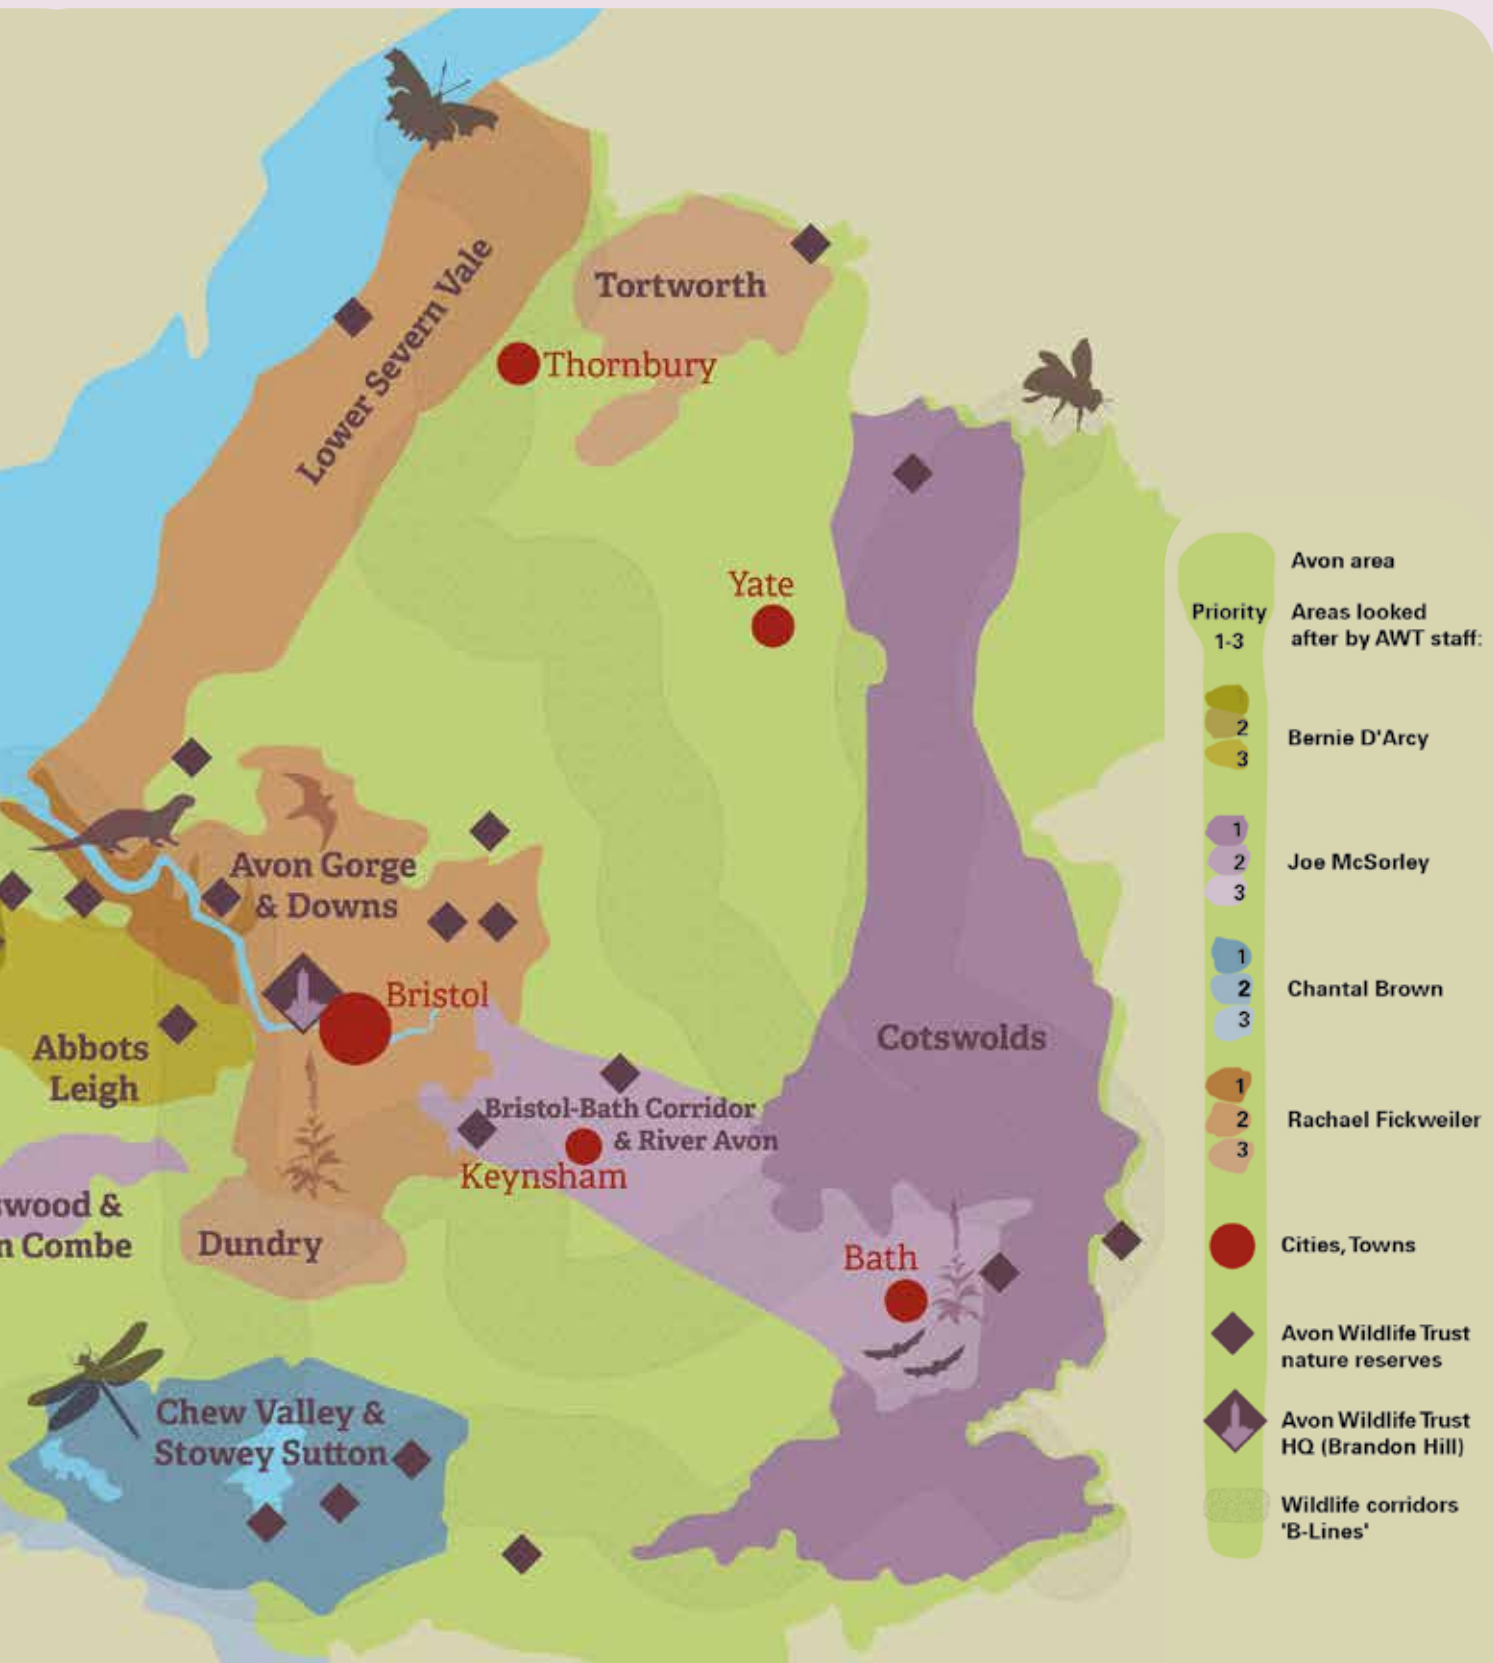 Tortworth
Lower Severn Vale
Thornbury
Yate
Avon Gorge
& Downs
Bristol
Abbots
Leigh
Cotswolds
Bristol-Bath Corridor
& River Avon
Keynsham
swood &
n Combe
Dundry
Bath
Chew Valley &
Stowey Sutton
Avon area
Priority
1-3
Areas looked
after by AWT staff:
2
3
Bernie D'Arcy
1
2
3
Joe McSorley
1
2
3
Chantal Brown
1
2
3
Rachael Fickweiler
Cities, Towns
Avon Wildlife Trust
nature reserves
Avon Wildlife Trust
HQ (Brandon Hill)
Wildlife corridors
'B-Lines'